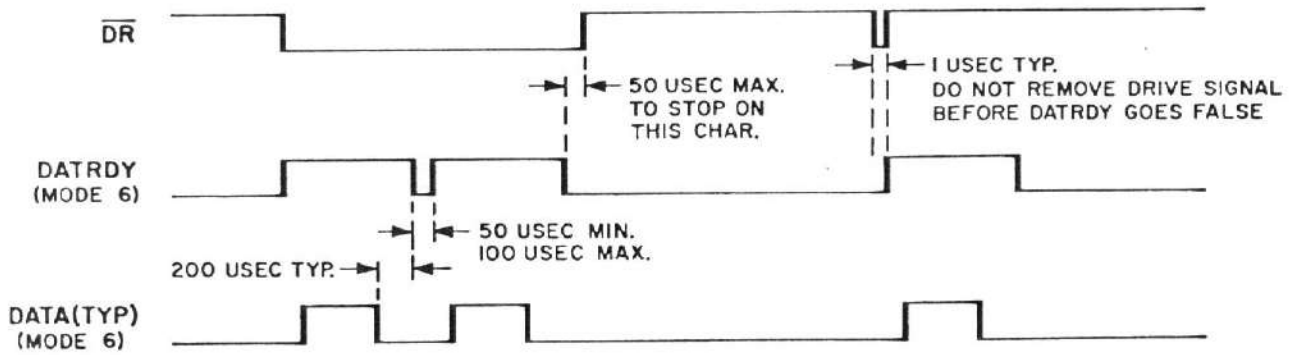 DR
50 USEC MAX.
TO STOP ON
THIS CHAR.
1 USEC TYP.
DO NOT REMOVE DRIVE SIGNAL
BEFORE DATRDY GOES FALSE
DATRDY
(MODE 6)
50 USEC MIN.
100 USEC MAX.
200 USEC TYP.
DATA(TYP)
(MODE 6)